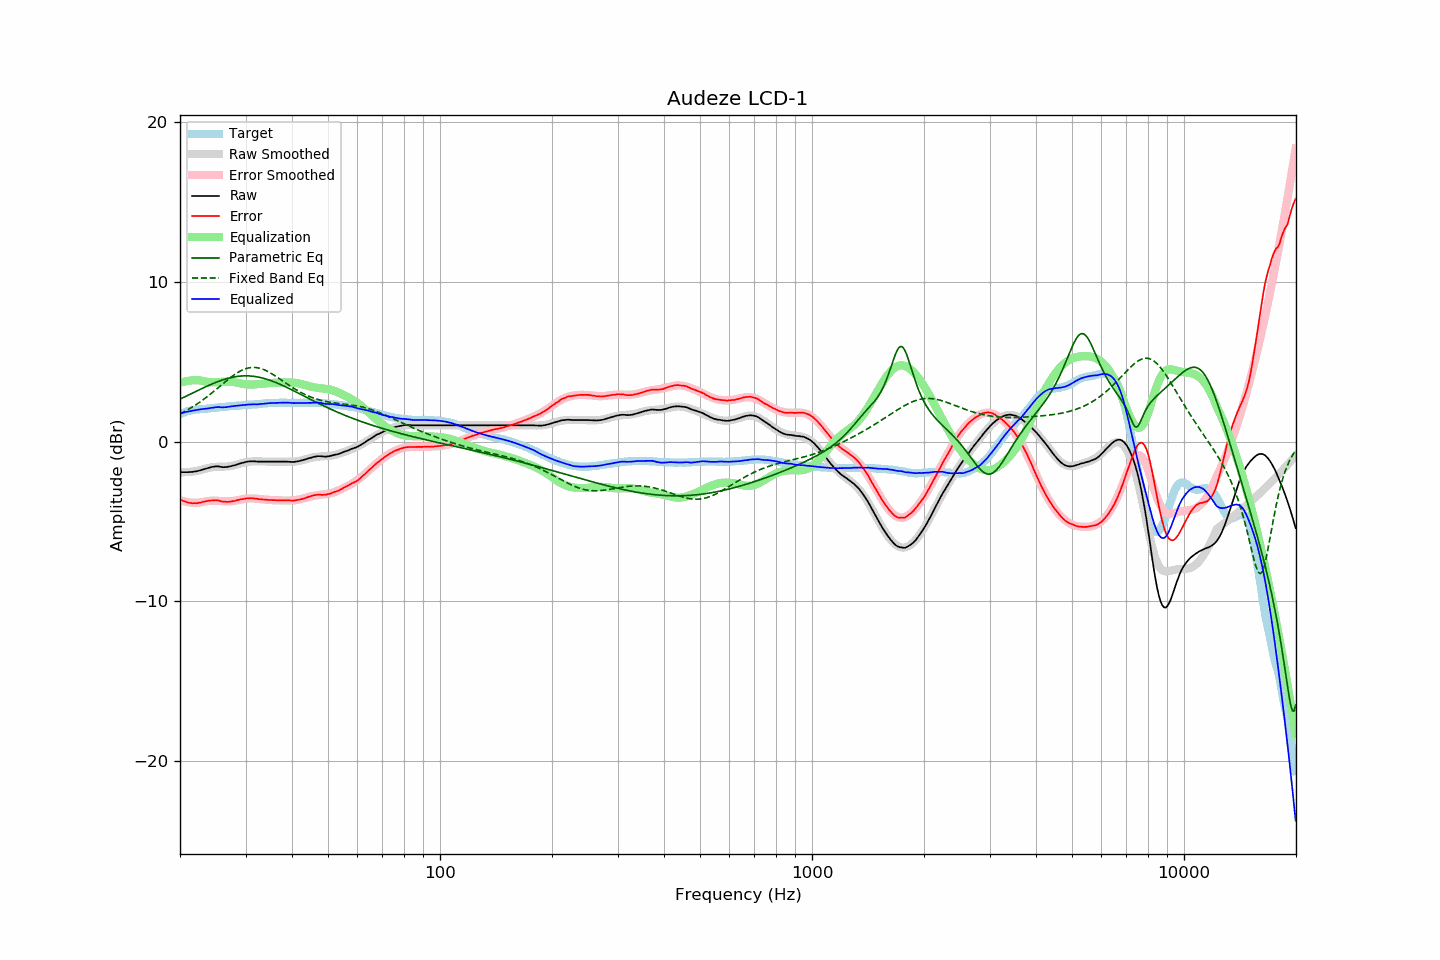 Audeze LCD-1
20
10
0
−10
−20
Amplitude (dBr)
Target
Raw Smoothed
Error Smoothed
Raw
Error
Equalization
Parametric Eq
Fixed Band Eq
Equalized
100
1000
10000
Frequency (Hz)